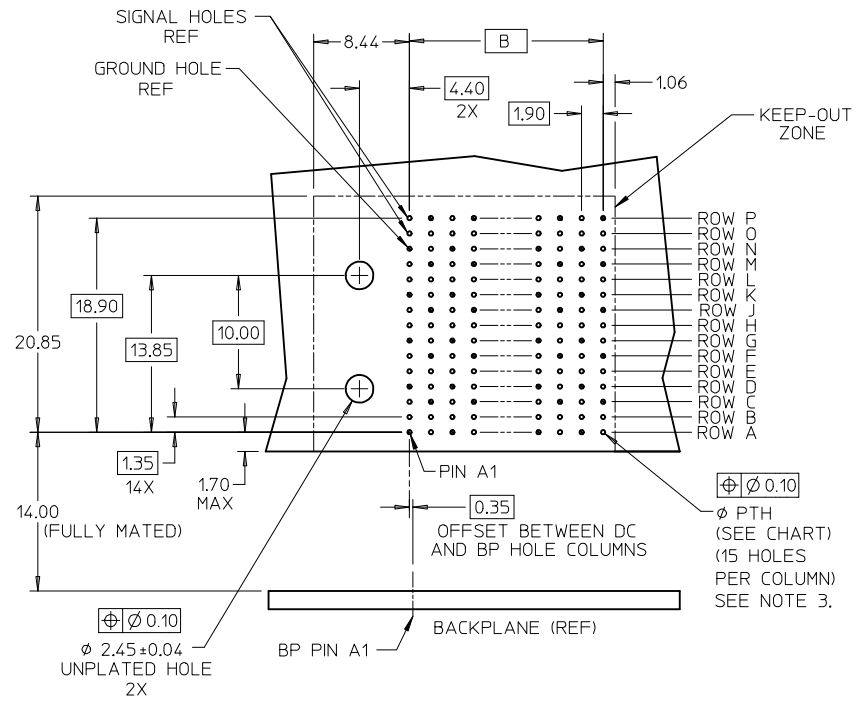 SIGNAL HOLES
REF
GROUND HOLE
REF
8.44
B
4.40
2X
1.90
1.06
KEEP-OUT
ZONE
ROW P
ROW O
ROW N
ROW M
ROW L
ROW K
ROW J
ROW H
ROW G
ROW F
ROW E
ROW D
ROW C
ROW B
ROW A
20.85
18.90
13.85
10.00
1.35
14X
1.70
MAX
14.00
(FULLY MATED)
PIN A1
0.35
OFFSET BETWEEN DC
AND BP HOLE COLUMNS
⌖ Ø 0.10
Ø PTH
(SEE CHART)
(15 HOLES
PER COLUMN)
SEE NOTE 3.
⌖ Ø 0.10
Ø 2.45±0.04
UNPLATED HOLE
2X
BP PIN A1
BACKPLANE (REF)